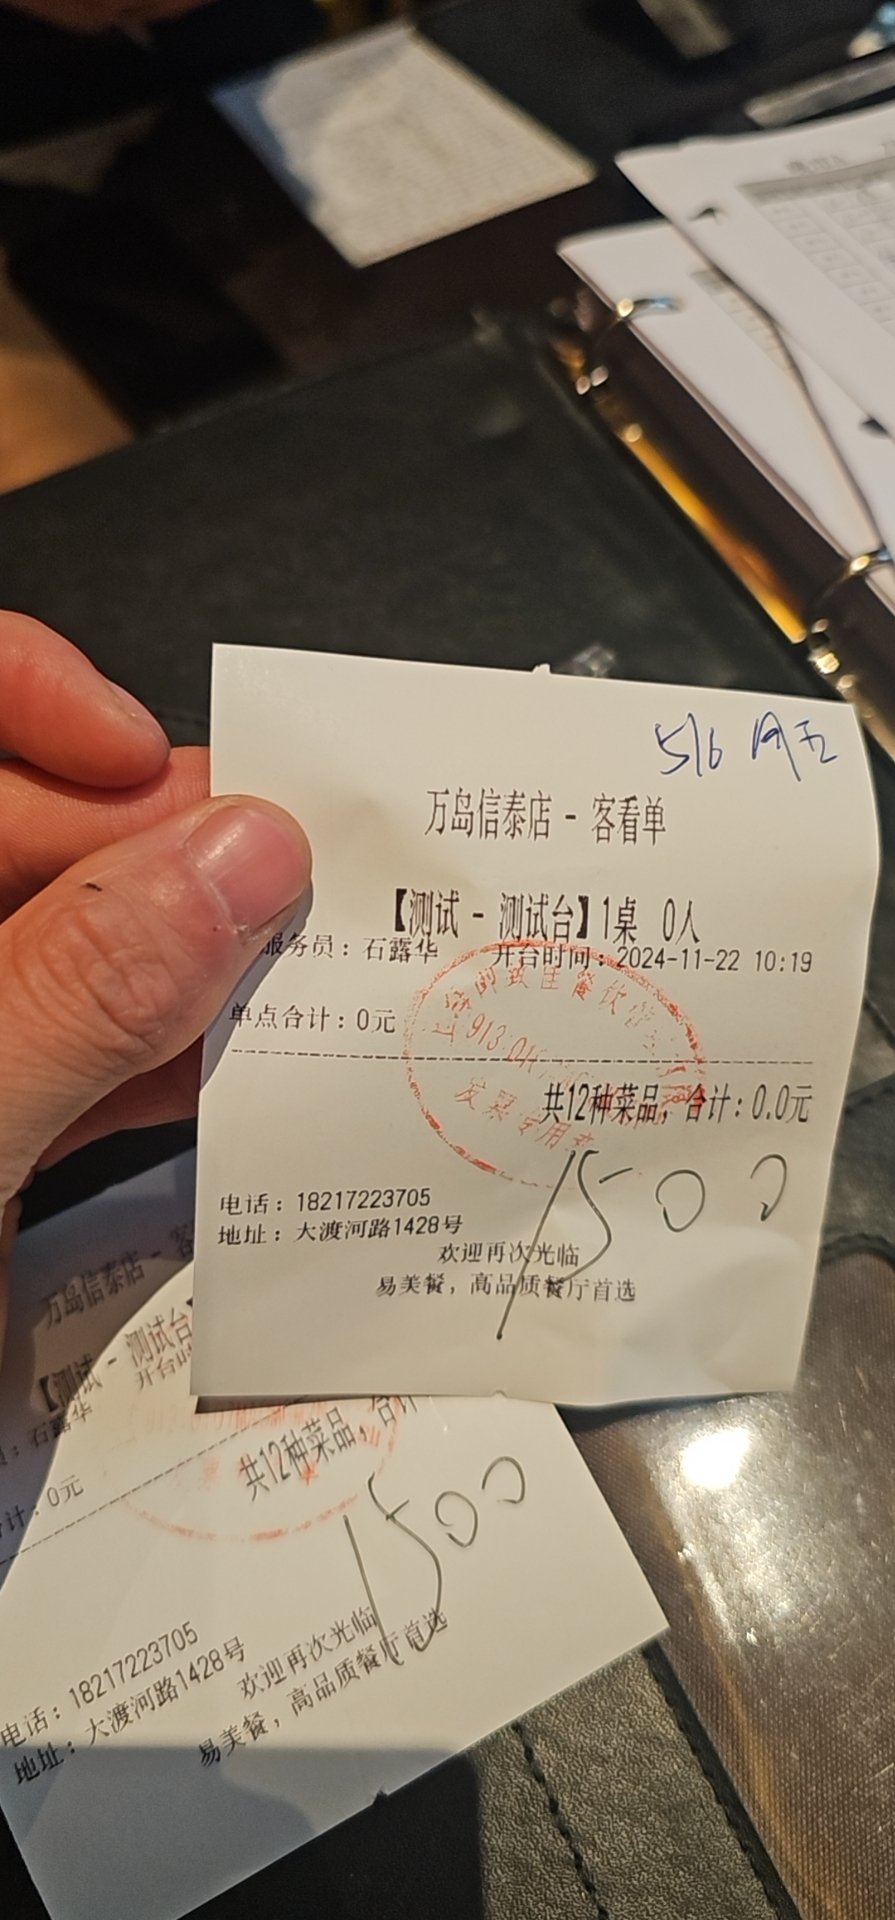 516 周五
万岛信泰店 - 客看单
【测试 - 测试台】1桌 0人
服务员：石露华 开台时间：2024-11-22 10:19
单点合计：0元
共12种菜品，合计：0.0元
1500
电话：18217223705
地址：大渡河路1428号
欢迎再次光临
易美餐，高品质餐厅首选
万岛信泰店 - 客
【测试 - 测试台】
石露华 开台时
计：0元
共12种菜品，合计
1500
电话：18217223705
地址：大渡河路1428号
欢迎再次光临
易美餐，高品质餐厅首选